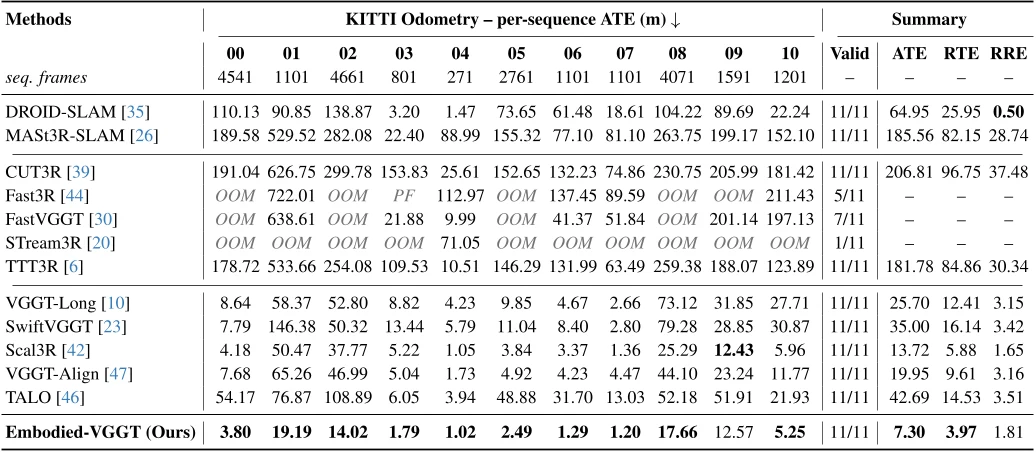 Methods KITTI Odometry – per-sequence ATE (m) ↓ Summary
00 01 02 03 04 05 06 07 08 09 10 Valid ATE RTE RRE
seq. frames 4541 1101 4661 801 271 2761 1101 1101 4071 1591 1201 – – – –
DROID-SLAM [35] 110.13 90.85 138.87 3.20 1.47 73.65 61.48 18.61 104.22 89.69 22.24 11/11 64.95 25.95 0.50
MASt3R-SLAM [26] 189.58 529.52 282.08 22.40 88.99 155.32 77.10 81.10 263.75 199.17 152.10 11/11 185.56 82.15 28.74
CUT3R [39] 191.04 626.75 299.78 153.83 25.61 152.65 132.23 74.86 230.75 205.99 181.42 11/11 206.81 96.75 37.48
Fast3R [44] OOM 722.01 OOM PF 112.97 OOM 137.45 89.59 OOM OOM 211.43 5/11 – – –
FastVGGT [30] OOM 638.61 OOM 21.88 9.99 OOM 41.37 51.84 OOM 201.14 197.13 7/11 – – –
STream3R [20] OOM OOM OOM OOM 71.05 OOM OOM OOM OOM OOM OOM 1/11 – – –
TTT3R [6] 178.72 533.66 254.08 109.53 10.51 146.29 131.99 63.49 259.38 188.07 123.89 11/11 181.78 84.86 30.34
VGGT-Long [10] 8.64 58.37 52.80 8.82 4.23 9.85 4.67 2.66 73.12 31.85 27.71 11/11 25.70 12.41 3.15
SwiftVGGT [23] 7.79 146.38 50.32 13.44 5.79 11.04 8.40 2.80 79.28 28.85 30.87 11/11 35.00 16.14 3.42
Scal3R [42] 4.18 50.47 37.77 5.22 1.05 3.84 3.37 1.36 25.29 12.43 5.96 11/11 13.72 5.88 1.65
VGGT-Align [47] 7.68 65.26 46.99 5.04 1.73 4.92 4.23 4.47 44.10 23.24 11.77 11/11 19.95 9.61 3.16
TALO [46] 54.17 76.87 108.89 6.05 3.94 48.88 31.70 13.03 52.18 51.91 21.93 11/11 42.69 14.53 3.51
Embodied-VGGT (Ours) 3.80 19.19 14.02 1.79 1.02 2.49 1.29 1.20 17.66 12.57 5.25 11/11 7.30 3.97 1.81